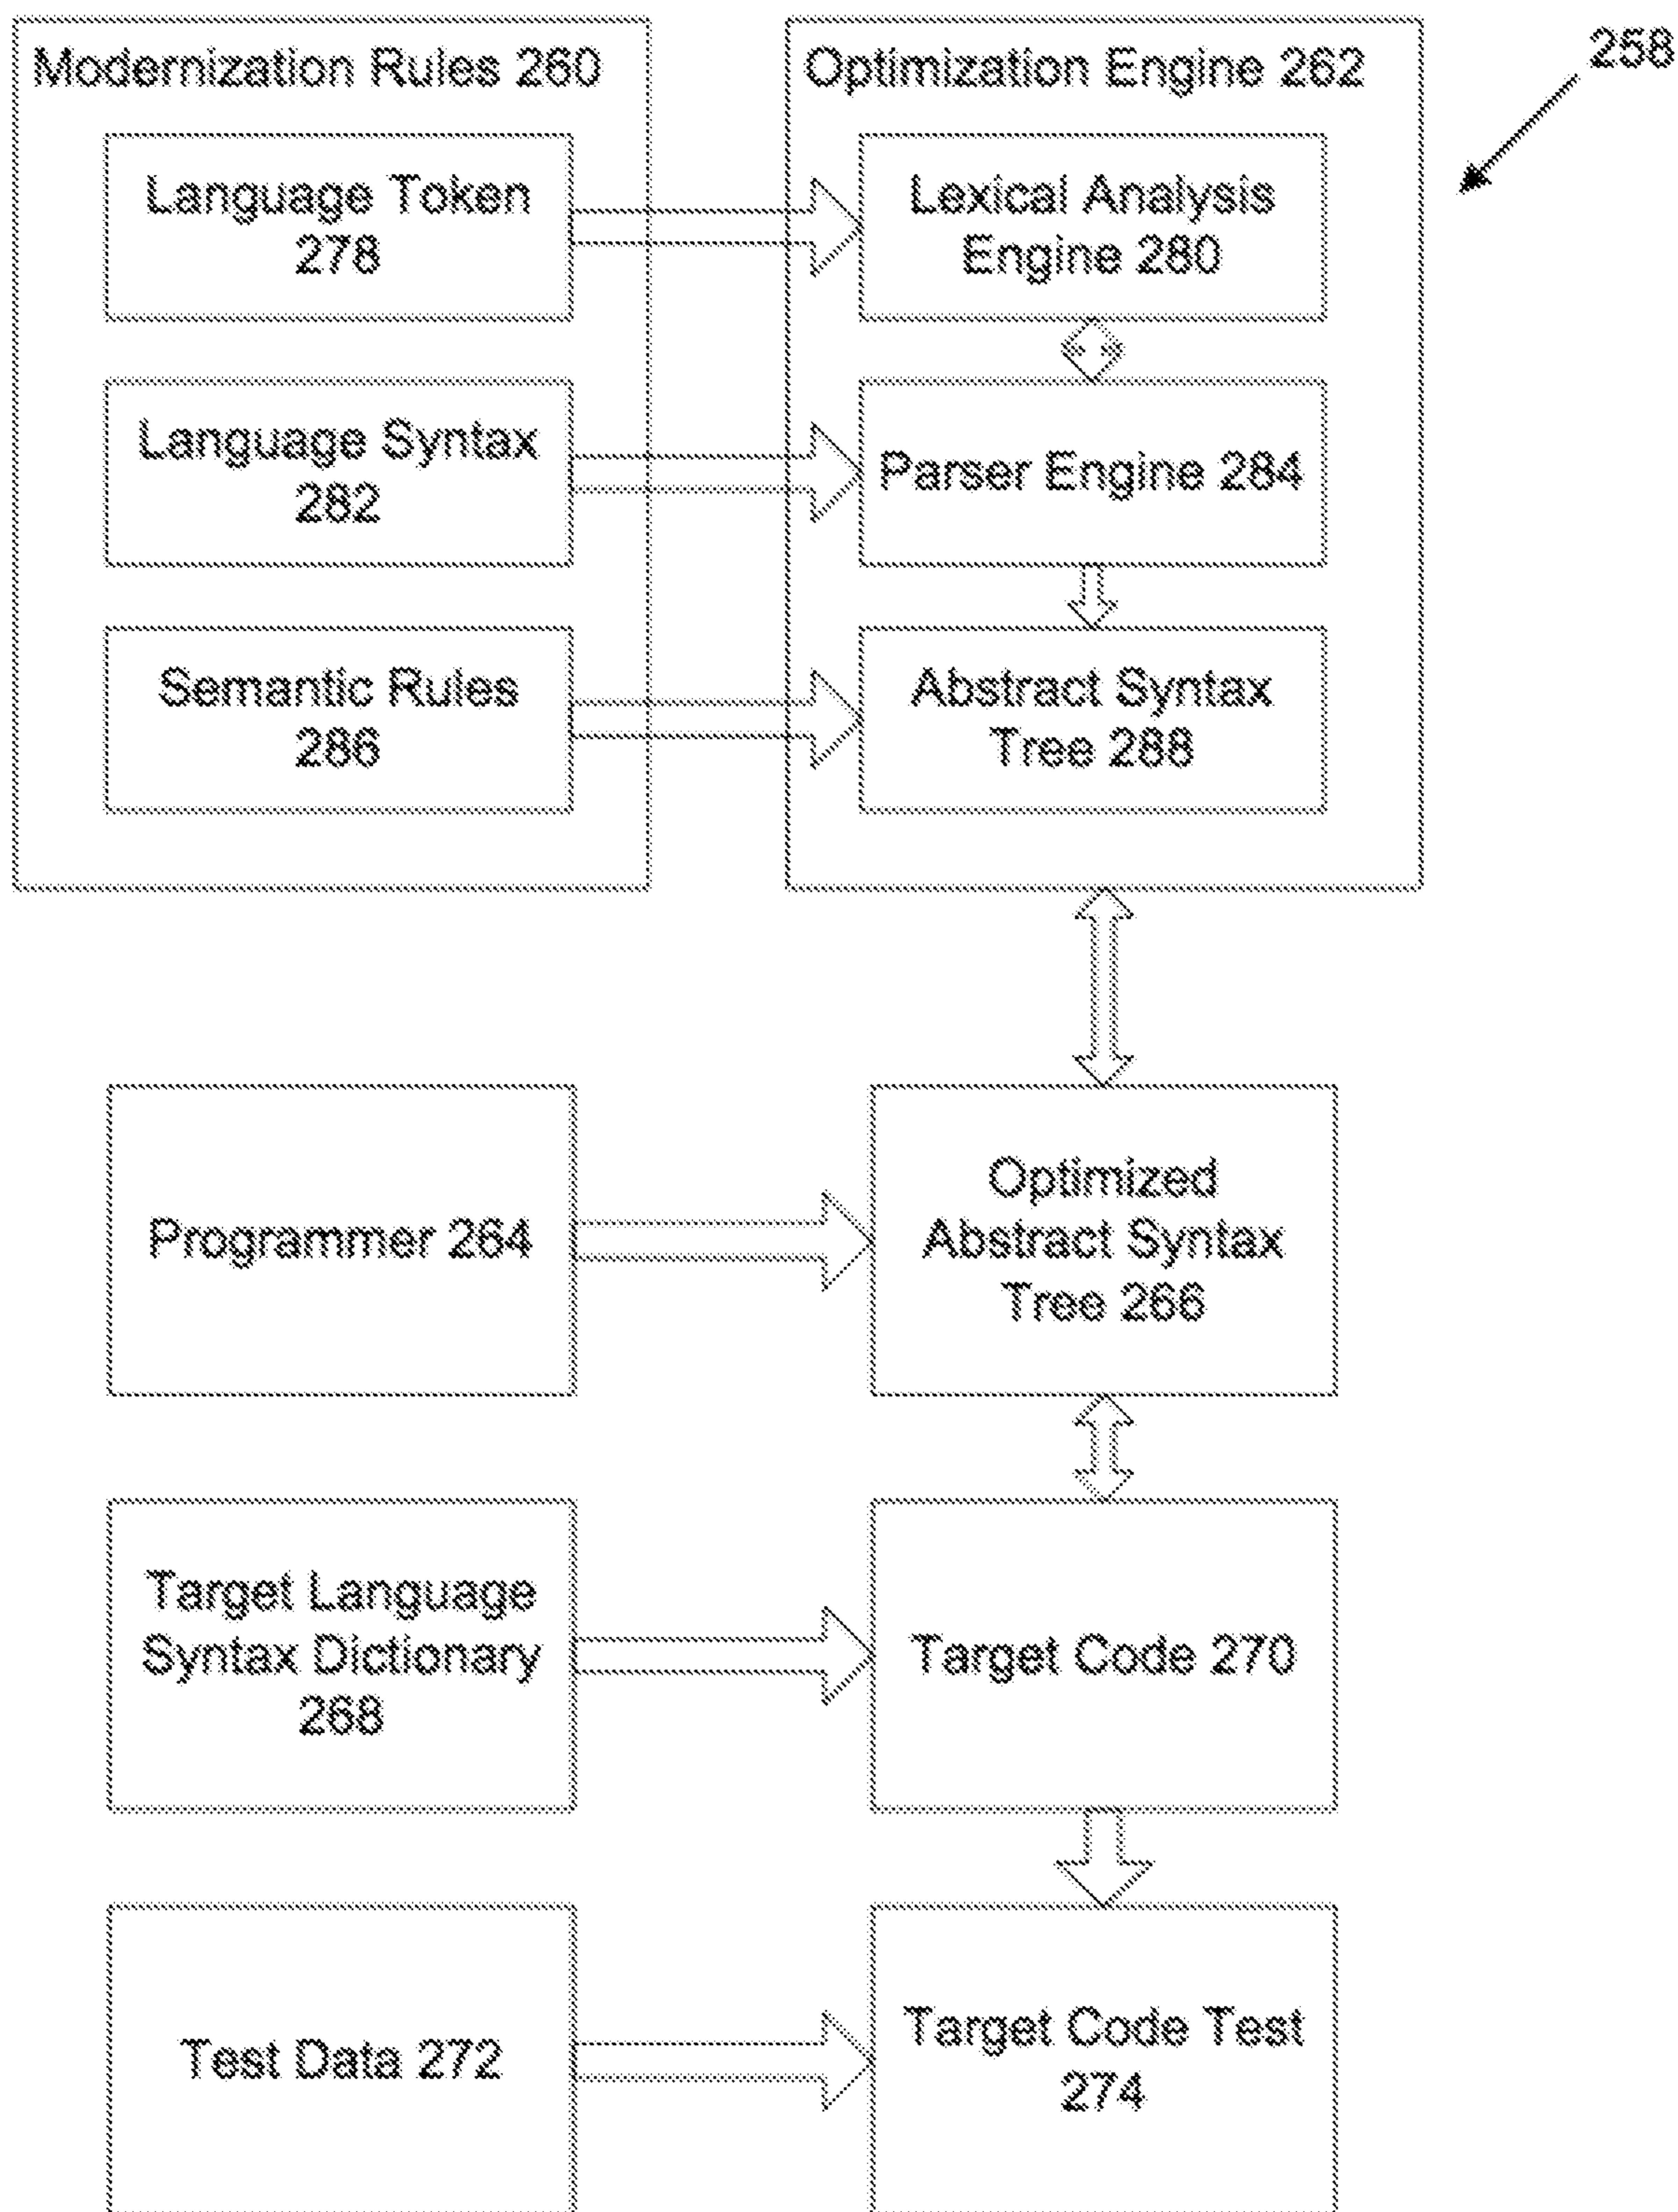 Modernization Rules 260
Optimization Engine 262
258
Language Token
278
Lexical Analysis
Engine 280
Language Syntax
282
Parser Engine 284
Semantic Rules
286
Abstract Syntax
Tree 288
Programmer 264
Optimized
Abstract Syntax
Tree 266
Target Language
Syntax Dictionary
268
Target Code 270
Test Data 272
Target Code Test
274